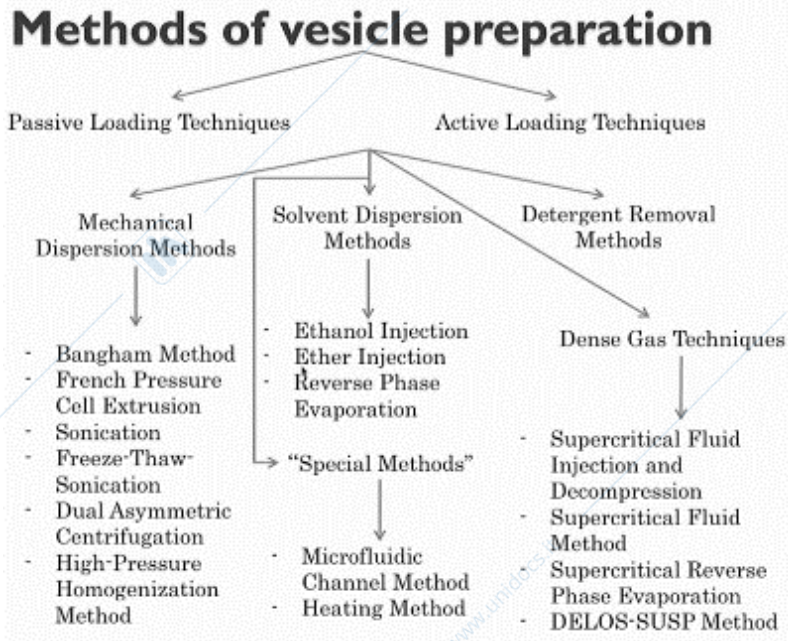 Methods of vesicle preparation
Passive Loading Techniques
Active Loading Techniques
Mechanical
Dispersion Methods
- Bangham Method
- French Pressure
Cell Extrusion
- Sonication
- Freeze-Thaw-
Sonication
- Dual Asymmetric
Centrifugation
- High-Pressure
Homogenization
Method
Solvent Dispersion
Methods
- Ethanol Injection
- Ether Injection
- Reverse Phase
Evaporation
"Special Methods"
- Microfluidic
Channel Method
- Heating Method
Detergent Removal
Methods
Dense Gas Techniques
- Supercritical Fluid
Injection and
Decompression
- Supercritical Fluid
Method
- Supercritical Reverse
Phase Evaporation
- DELOS-SUSP Method